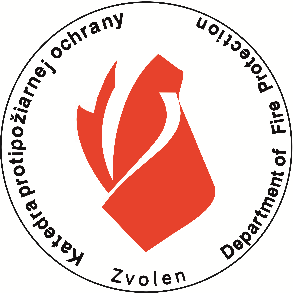 Katedra protipožiarnej ochrany
Department of Fire Protection
Zvolen